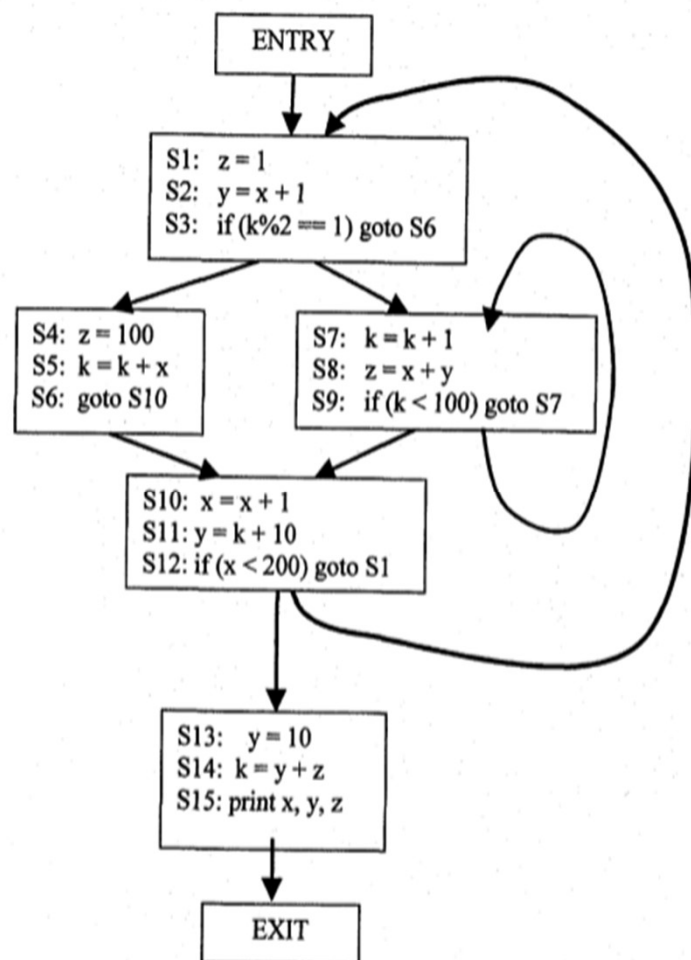 ENTRY
S1: z = 1
S2: y = x + 1
S3: if (k%2 == 1) goto S6
S4: z = 100
S5: k = k + x
S6: goto S10
S7: k = k + 1
S8: z = x + y
S9: if (k < 100) goto S7
S10: x = x + 1
S11: y = k + 10
S12: if (x < 200) goto S1
S13: y = 10
S14: k = y + z
S15: print x, y, z
EXIT